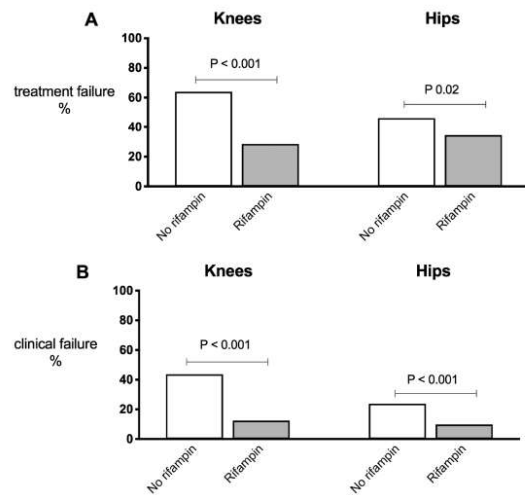 A
Knees
Hips
treatment failure
%
100
80
60
40
20
0
P < 0.001
P 0.02
No rifampin
Rifampin
No rifampin
Rifampin
B
Knees
Hips
clinical failure
%
100
80
60
40
20
0
P < 0.001
P < 0.001
No rifampin
Rifampin
No rifampin
Rifampin